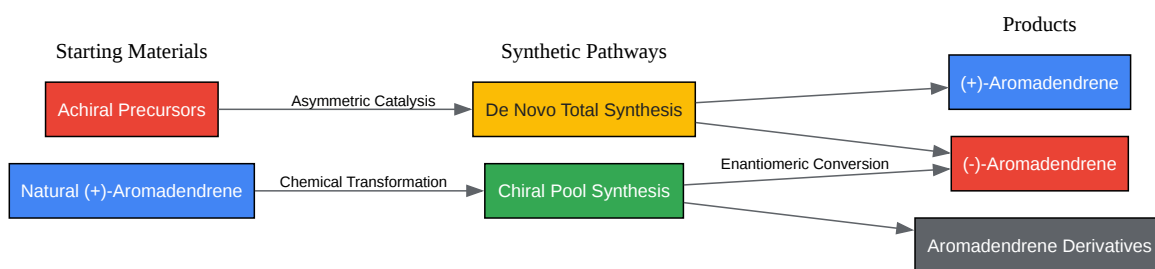 Starting Materials
Synthetic Pathways
Products
Achiral Precursors
Asymmetric Catalysis
De Novo Total Synthesis
(+)-Aromadendrene
Natural (+)-Aromadendrene
Chemical Transformation
Chiral Pool Synthesis
Enantiomeric Conversion
(-)-Aromadendrene
Aromadendrene Derivatives